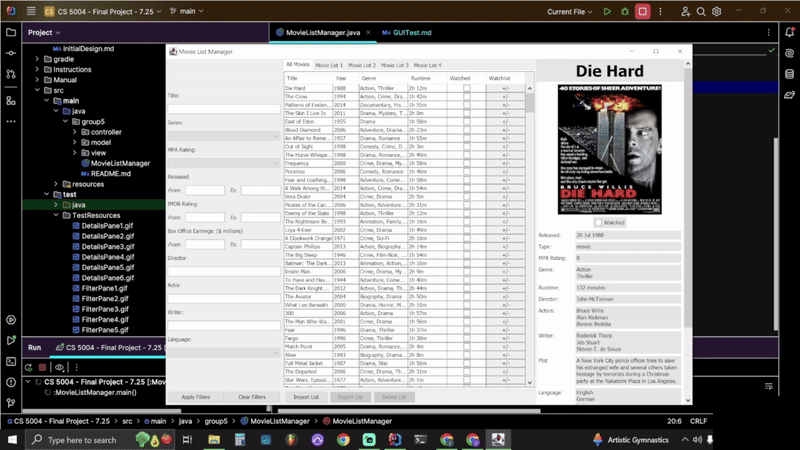 CS 5004 - Final Project - 7.25
main
Current File
Project
MovieListManager.java
GUITest.md
InitialDesign.md
gradle
Instructions
Manual
src
main
java
group5
controller
model
view
MovieListManager
README.md
resources
test
java
TestResources
DetailsPane1.gif
DetailsPane2.gif
DetailsPane3.gif
DetailsPane4.gif
DetailsPane5.gif
DetailsPane6.gif
FilterPane1.gif
FilterPane2.gif
FilterPane3.gif
FilterPane4.gif
FilterPane5.gif
Movie List Manager
Title:
Genre:
MPA Rating:
Released:
From: To:
IMDB Rating:
From: To:
Box Office Earnings: ($ millions)
From: To:
Director:
Actor:
Writer:
Language:
Apply Filters Clear Filters
All Movies Movie List 1 Movie List 2 Movie List 3 Movie List 4
Title Year Genre Runtime Watched Watchlist
Die Hard 1988 Action, Thriller 2h 12m +/-
The Crow 1994 Action, Crime, Dra... 1h 42m +/-
Patterns of Eviden... 2014 Documentary, His... 1h 55m +/-
The Skin I Live In 2011 Drama, Mystery, T... 2h 0m +/-
East of Eden 1955 Drama 1h 58m +/-
Blood Diamond 2006 Adventure, Drama... 2h 23m +/-
An Affair to Reme... 1957 Drama, Romance 1h 55m +/-
Out of Sight 1998 Comedy, Crime, D... 2h 3m +/-
The Horse Whispe... 1998 Drama, Romance,... 2h 49m +/-
Frequency 2000 Crime, Drama, My... 1h 58m +/-
Priceless 2006 Comedy, Romance 1h 46m +/-
Fear and Loathing... 1998 Adventure, Come... 1h 58m +/-
A Walk Among th... 2014 Action, Crime, Dra... 1h 54m +/-
Vera Drake 2004 Crime, Drama 2h 5m +/-
Pirates of the Cari...
Enemy of the State 1998 Action, Thriller 2h 12m +/-
The Nightmare Bo... 1993 Animation, Family,... 1h 16m +/-
Lilya 4-Ever 2002 Crime, Drama
A Clockwork Orange 1971 Crime, Sci-Fi 2h 16m +/-
Captain Phillips 2013 Action, Biography,... 2h 14m +/-
The Big Sleep 1946 Crime, Film-Noir,...
Batman: The Dark... 2013 Animation, Action,... 1h 16m +/-
Inside Man 2006 Crime, Drama, My... 2h 9m +/-
To Have and Hav... 1944 Adventure, Come... 1h 40m +/-
The Dark Knight
The Aviator 2004 Biography, Drama 2h 50m +/-
What Lies Beneath 2000 Drama, Horror, M... 2h 10m +/-
300 2006 Action, Drama 1h 57m +/-
The Man Who Wa... 2001 Crime, Drama 1h 56m +/-
Fear 1996 Drama, Thriller 1h 37m +/-
Fargo 1996 Crime, Thriller 1h 38m +/-
Match Point 2005 Drama, Romance,... 2h 4m +/-
Alive 1993 Biography, Drama... 2h 0m +/-
Full Metal Jacket 1987 Drama, War 1h 56m +/-
The Departed 2006 Crime, Drama, Thr... 2h 31m +/-
Star Wars: Episod... 1977 Action, Adventure... 2h 1m +/-
Import List Export List Delete List
Die Hard
40 STORIES OF SHEER ADVENTURE!
BRUCE WILLIS
DIE HARD
Watched
Released: 20 Jul 1988
Type: movie
MPA Rating: R
Genre: Action
Thriller
Runtime: 132 minutes
Director: John McTiernan
Actors: Bruce Willis
Alan Rickman
Bonnie Bedelia
Writer: Roderick Thorp
Jeb Stuart
Steven E. de Souza
Plot: A New York City police officer tries to save
his estranged wife and several others taken
hostage by terrorists during a Christmas
party at the Nakatomi Plaza in Los Angeles.
Language: English
German
Run
CS 5004 - Final Project - 7.25
CS 5004 - Final Project - 7.25 [:Mov
:MovieListManager.main()
CS 5004 - Final Project - 7.25 > src > main > java > group5 > MovieListManager > MovieListManager
20:6 CRLF
Type here to search
Artistic Gymnastics